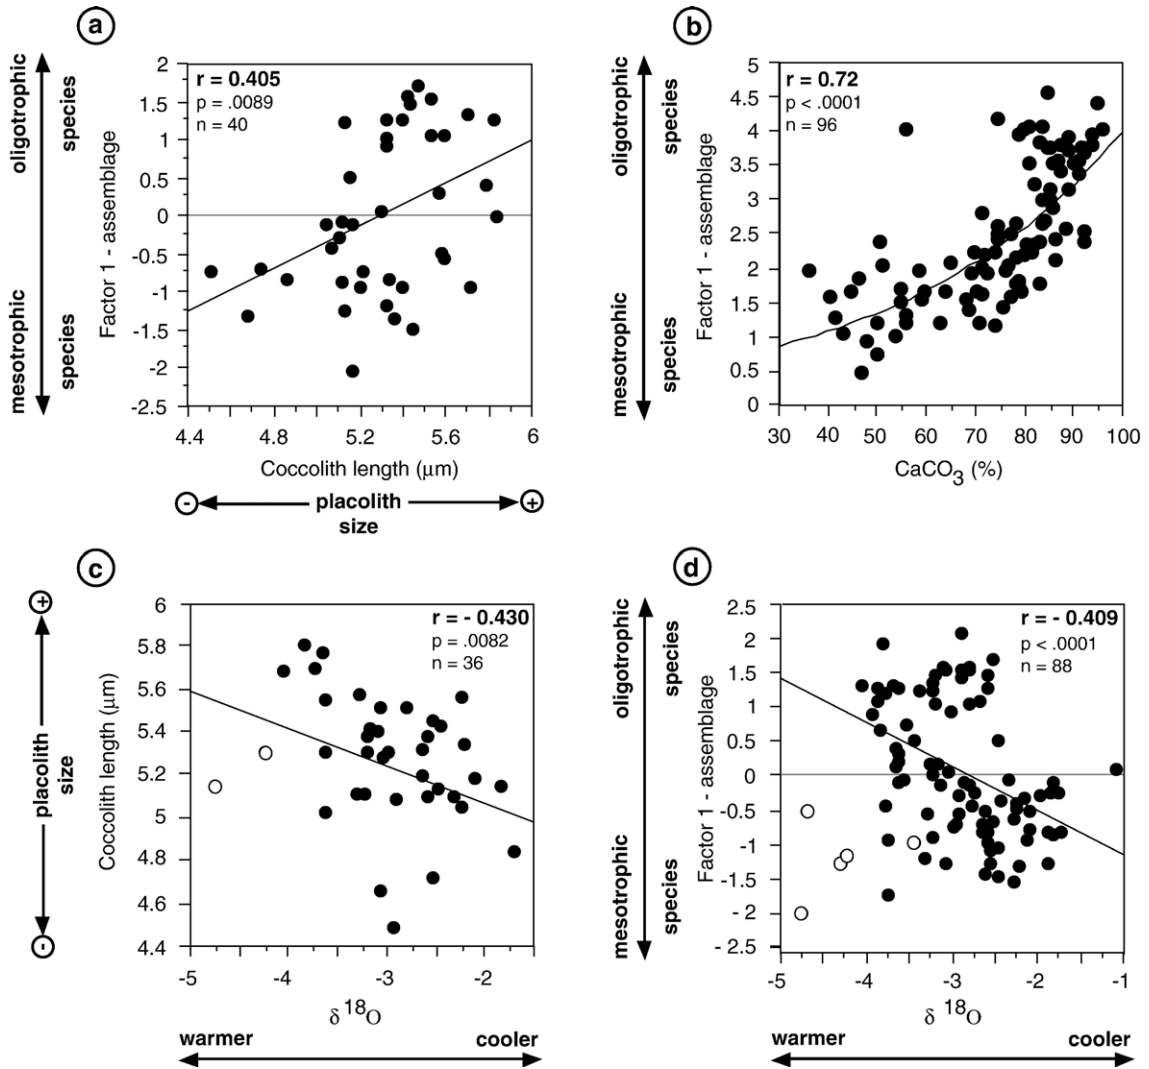 a
oligotrophic
species
mesotrophic
species
Factor 1 - assemblage
2
1.5
1
0.5
0
-0.5
-1
-1.5
-2
-2.5
r = 0.405
p = .0089
n = 40
4.4 4.8 5.2 5.6 6
Coccolith length (μm)
- placolith +
size
b
oligotrophic
species
mesotrophic
species
Factor 1 - assemblage
5
4.5
4
3.5
3
2.5
2
1.5
1
0.5
0
r = 0.72
p < .0001
n = 96
30 40 50 60 70 80 90 100
CaCO3 (%)
c
+
placolith
size
-
Coccolith length (μm)
6
5.8
5.6
5.4
5.2
5
4.8
4.6
4.4
r = - 0.430
p = .0082
n = 36
-5 -4 -3 -2
δ 18O
warmer cooler
d
oligotrophic
species
mesotrophic
species
Factor 1 - assemblage
2.5
2
1.5
1
0.5
0
-0.5
-1
-1.5
- 2
- 2.5
r = - 0.409
p < .0001
n = 88
-5 -4 -3 -2 -1
δ 18O
warmer cooler